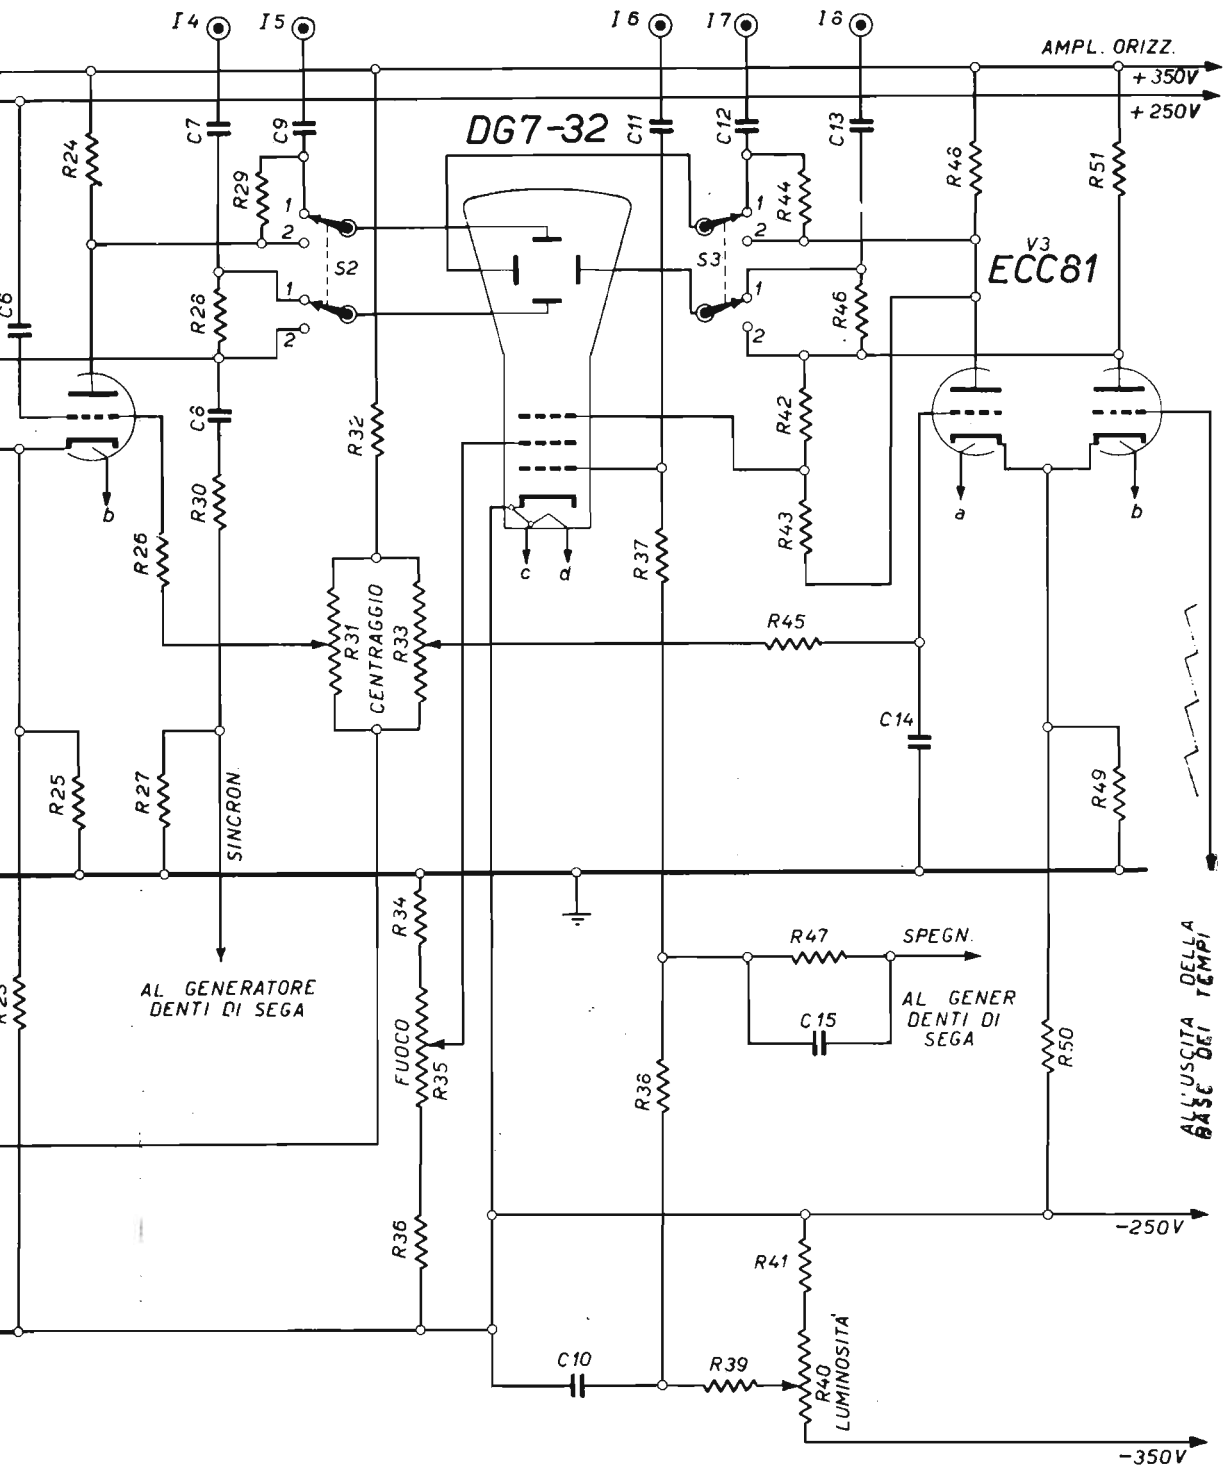 I4
I5
I6
I7
I8
AMPL. ORIZZ.
+350V
+250V
C7
C9
DG7-32
C11
C12
C13
R24
R29
R44
R48
R51
1
2
S2
1
2
S3
1
2
1
2
V3
ECC81
C6
R28
R46
C8
R32
R42
b
R30
R43
a
b
R26
c
d
R37
R31
CENTRAGGIO
R33
R45
C14
R25
R27
SINCRON.
R49
R34
R47
SPEGN.
AL GENERATORE
DENTI DI SEGA
FUOCO
R35
C15
AL GENER
DENTI DI
SEGA
R38
R50
ALL'USCITA DELLA
BASE DEI TEMPI
R36
-250V
R41
C10
R39
R40
LUMINOSITA'
-350V